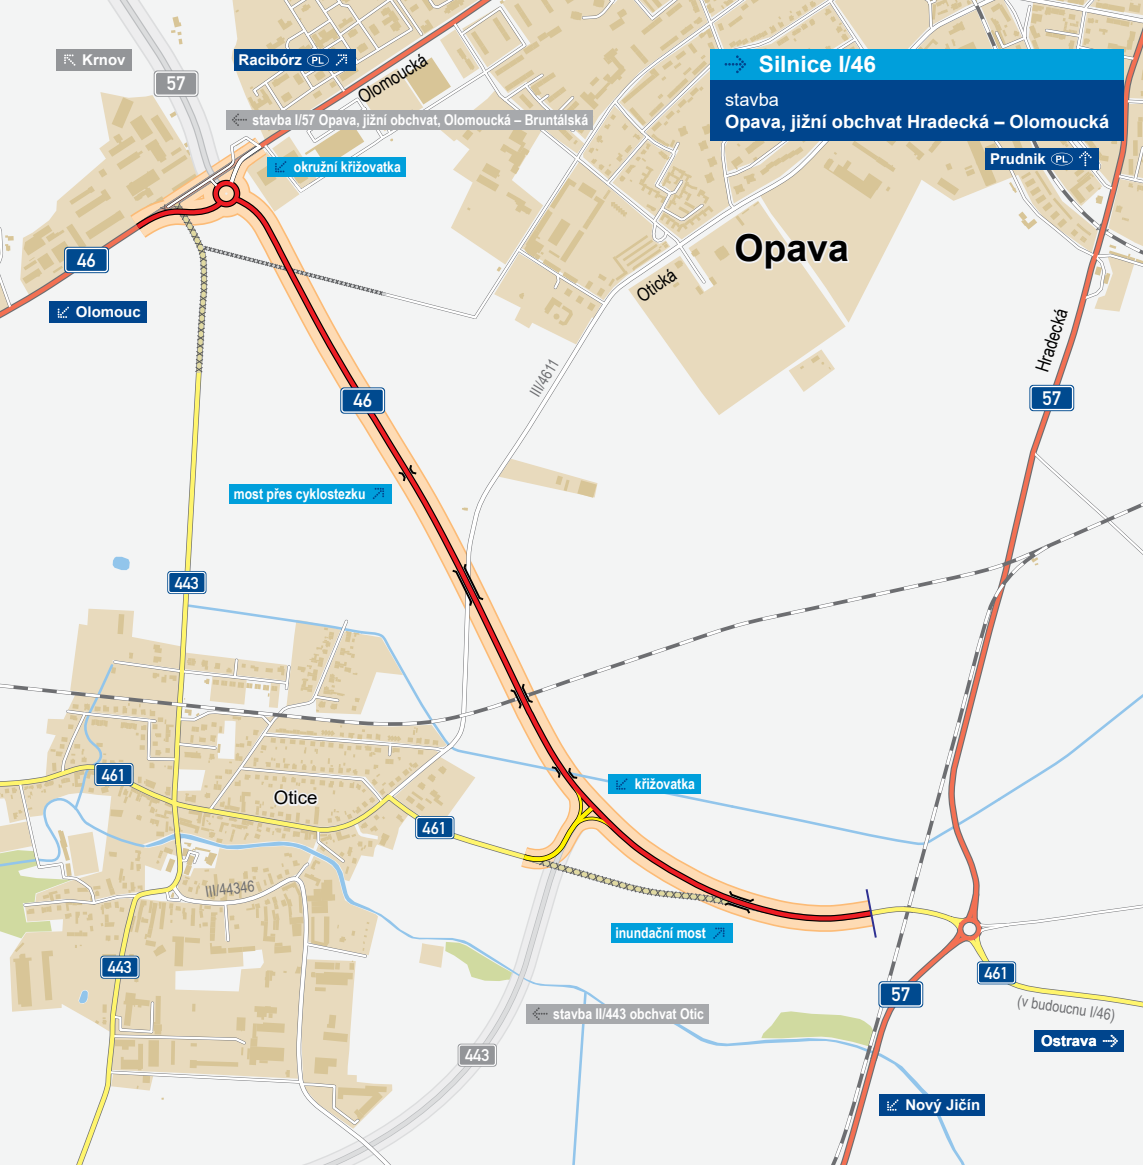 Krnov
Racibórz PL
57
Olomoucká
Silnice I/46
stavba
Opava, jižní obchvat Hradecká – Olomoucká
stavba I/57 Opava, jižní obchvat, Olomoucká – Bruntálská
okružní křižovatka
Prudnik PL
46
Opava
Otická
Olomouc
Hradecká
III/4611
46
57
most přes cyklostezku
443
461
křižovatka
Otice
461
III/44346
inundační most
443
461
57
(v budoucnu I/46)
stavba II/443 obchvat Otic
Ostrava
443
Nový Jičín